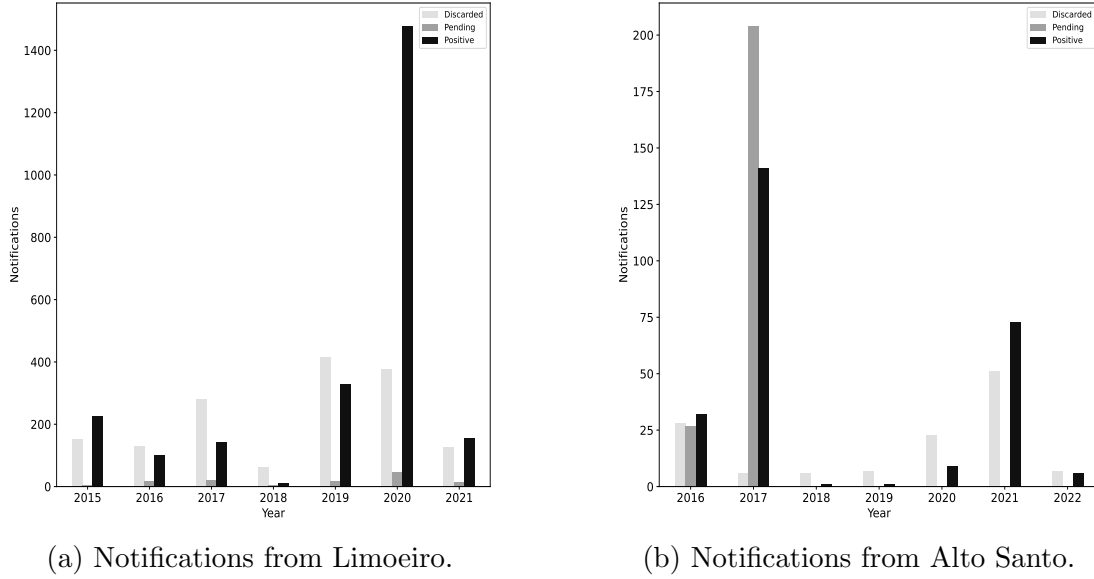 Discarded
Pending
Positive
1400
1200
1000
800
600
400
200
0
Notifications
2015 2016 2017 2018 2019 2020 2021
Year
(a) Notifications from Limoeiro.
Discarded
Pending
Positive
200
175
150
125
100
75
50
25
0
Notifications
2016 2017 2018 2019 2020 2021 2022
Year
(b) Notifications from Alto Santo.